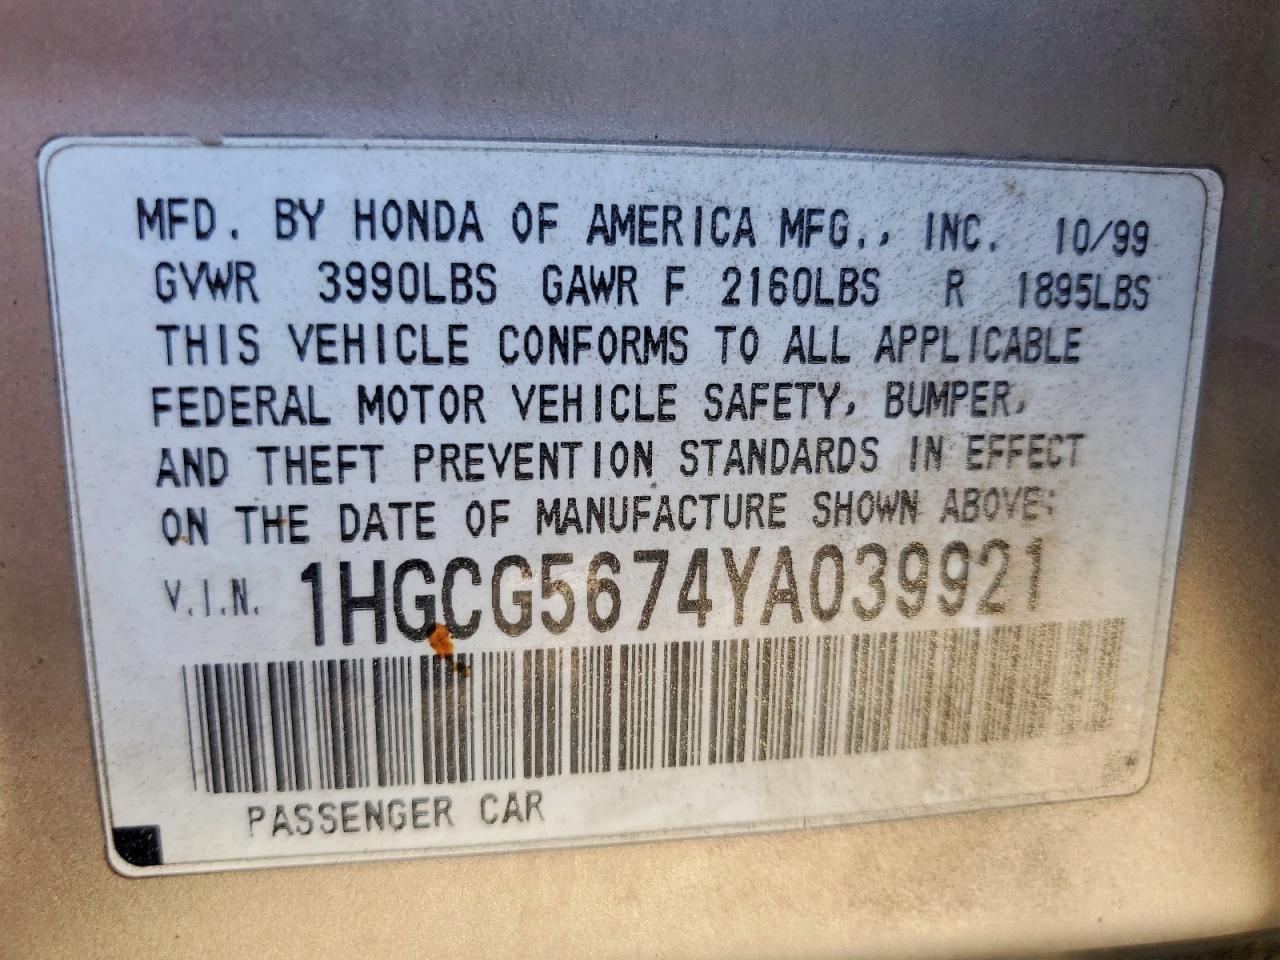 MFD. BY HONDA OF AMERICA MFG., INC. 10/99
GVWR 3990LBS GAWR F 2160LBS R 1895LBS
THIS VEHICLE CONFORMS TO ALL APPLICABLE
FEDERAL MOTOR VEHICLE SAFETY, BUMPER,
AND THEFT PREVENTION STANDARDS IN EFFECT
ON THE DATE OF MANUFACTURE SHOWN ABOVE:
V.I.N. 1HGCG5674YA039921
PASSENGER CAR